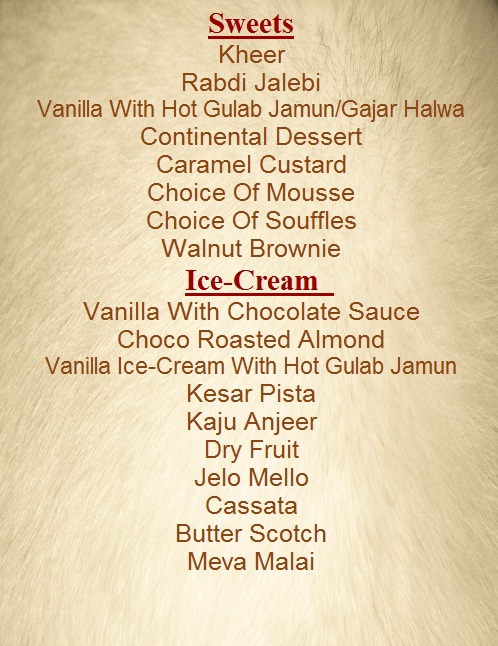 Sweets
Kheer
Rabdi Jalebi
Vanilla With Hot Gulab Jamun/Gajar Halwa
Continental Dessert
Caramel Custard
Choice Of Mousse
Choice Of Souffles
Walnut Brownie
Ice-Cream
Vanilla With Chocolate Sauce
Choco Roasted Almond
Vanilla Ice-Cream With Hot Gulab Jamun
Kesar Pista
Kaju Anjeer
Dry Fruit
Jelo Mello
Cassata
Butter Scotch
Meva Malai